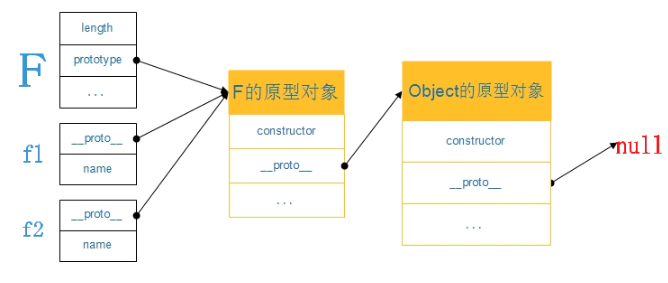 F
length
prototype
...
f1
__proto__
name
f2
__proto__
name
F的原型对象
constructor
__proto__
...
Object的原型对象
constructor
__proto__
...
null